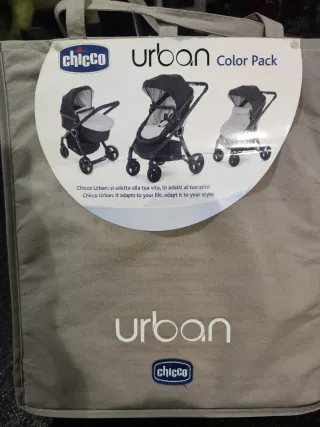 chicco urban Color Pack
Chicco Urban: si adatta alla tua vita, lo adatti al tuo stile!
Chicco Urban: it adapts to your life, adapt it to your style!
urban
chicco